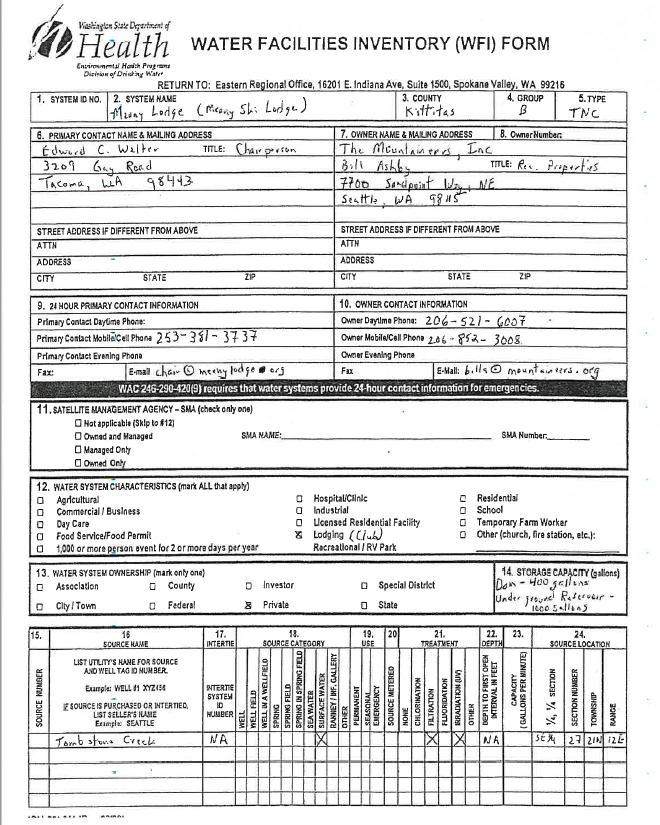 Washington State Department of
Health
Environmental Health Programs
Division of Drinking Water
WATER FACILITIES INVENTORY (WFI) FORM
RETURN TO: Eastern Regional Office, 16201 E. Indiana Ave, Suite 1500, Spokane Valley, WA 99216
1. SYSTEM ID NO. 2. SYSTEM NAME 3. COUNTY 4. GROUP 5. TYPE
Meany Lodge (Meany Ski Lodge) Kittitas B TNC
6. PRIMARY CONTACT NAME & MAILING ADDRESS 7. OWNER NAME & MAILING ADDRESS 8. Owner Number:
Edward C. Walter TITLE: Chairperson The Mountaineers, Inc
3209 Gay Road Bill Ashby TITLE: Rec. Properties
Tacoma, WA 98443 7700 Sandpoint Way, NE
Seattle, WA 98115
STREET ADDRESS IF DIFFERENT FROM ABOVE STREET ADDRESS IF DIFFERENT FROM ABOVE
ATTN ATTN
ADDRESS ADDRESS
CITY STATE ZIP CITY STATE ZIP
9. 24 HOUR PRIMARY CONTACT INFORMATION 10. OWNER CONTACT INFORMATION
Primary Contact Daytime Phone: Owner Daytime Phone: 206-521-6007
Primary Contact Mobile/Cell Phone 253-381-3737 Owner Mobile/Cell Phone 206-852-3008
Primary Contact Evening Phone Owner Evening Phone
Fax: E-mail chair@meanylodge.org Fax E-Mail: bills@mountaineers.org
WAC 246-290-420(9) requires that water systems provide 24-hour contact information for emergencies.
11. SATELLITE MANAGEMENT AGENCY - SMA (check only one)
☐ Not applicable (Skip to #12)
☐ Owned and Managed SMA NAME: SMA Number:
☐ Managed Only
☐ Owned Only
12. WATER SYSTEM CHARACTERISTICS (mark ALL that apply)
☐ Agricultural ☐ Hospital/Clinic ☐ Residential
☐ Commercial / Business ☐ Industrial ☐ School
☐ Day Care ☐ Licensed Residential Facility ☐ Temporary Farm Worker
☐ Food Service/Food Permit ☒ Lodging (Club) ☐ Other (church, fire station, etc.):
☐ 1,000 or more person event for 2 or more days per year Recreational / RV Park
13. WATER SYSTEM OWNERSHIP (mark only one) 14. STORAGE CAPACITY (gallons)
☐ Association ☐ County ☐ Investor ☐ Special District Dam - 400 gallons
☐ City / Town ☐ Federal ☒ Private ☐ State Underground Reservoir - 1600 gallons
15. 16 17. 18. 19. 20 21. 22. 23. 24.
SOURCE NAME INTERTIE SOURCE CATEGORY USE TREATMENT DEPTH SOURCE LOCATION
SOURCE NUMBER
LIST UTILITY'S NAME FOR SOURCE
AND WELL TAG ID NUMBER.
Example: WELL #1 XYZ456
IF SOURCE IS PURCHASED OR INTERTIED,
LIST SELLER'S NAME
Example: SEATTLE
INTERTIE
SYSTEM
ID
NUMBER
WELL
WELL FIELD
WELL IN A WELL FIELD
SPRING
SPRING FIELD
SPRING IN SPRING FIELD
SEAWATER
SURFACE WATER
RANNEY / INF. GALLERY
OTHER
PERMANENT
SEASONAL
EMERGENCY
SOURCE METERED
NONE
CHLORINATION
FILTRATION
FLUORIDATION
IRRADIATION (UV)
OTHER
DEPTH TO FIRST OPEN
INTERVAL IN FEET
CAPACITY
(GALLONS PER MINUTE)
1/4, 1/4 SECTION
SECTION NUMBER
TOWNSHIP
RANGE
Tombstone Creek NA X X X NA SE 1/4 27 21N 12E